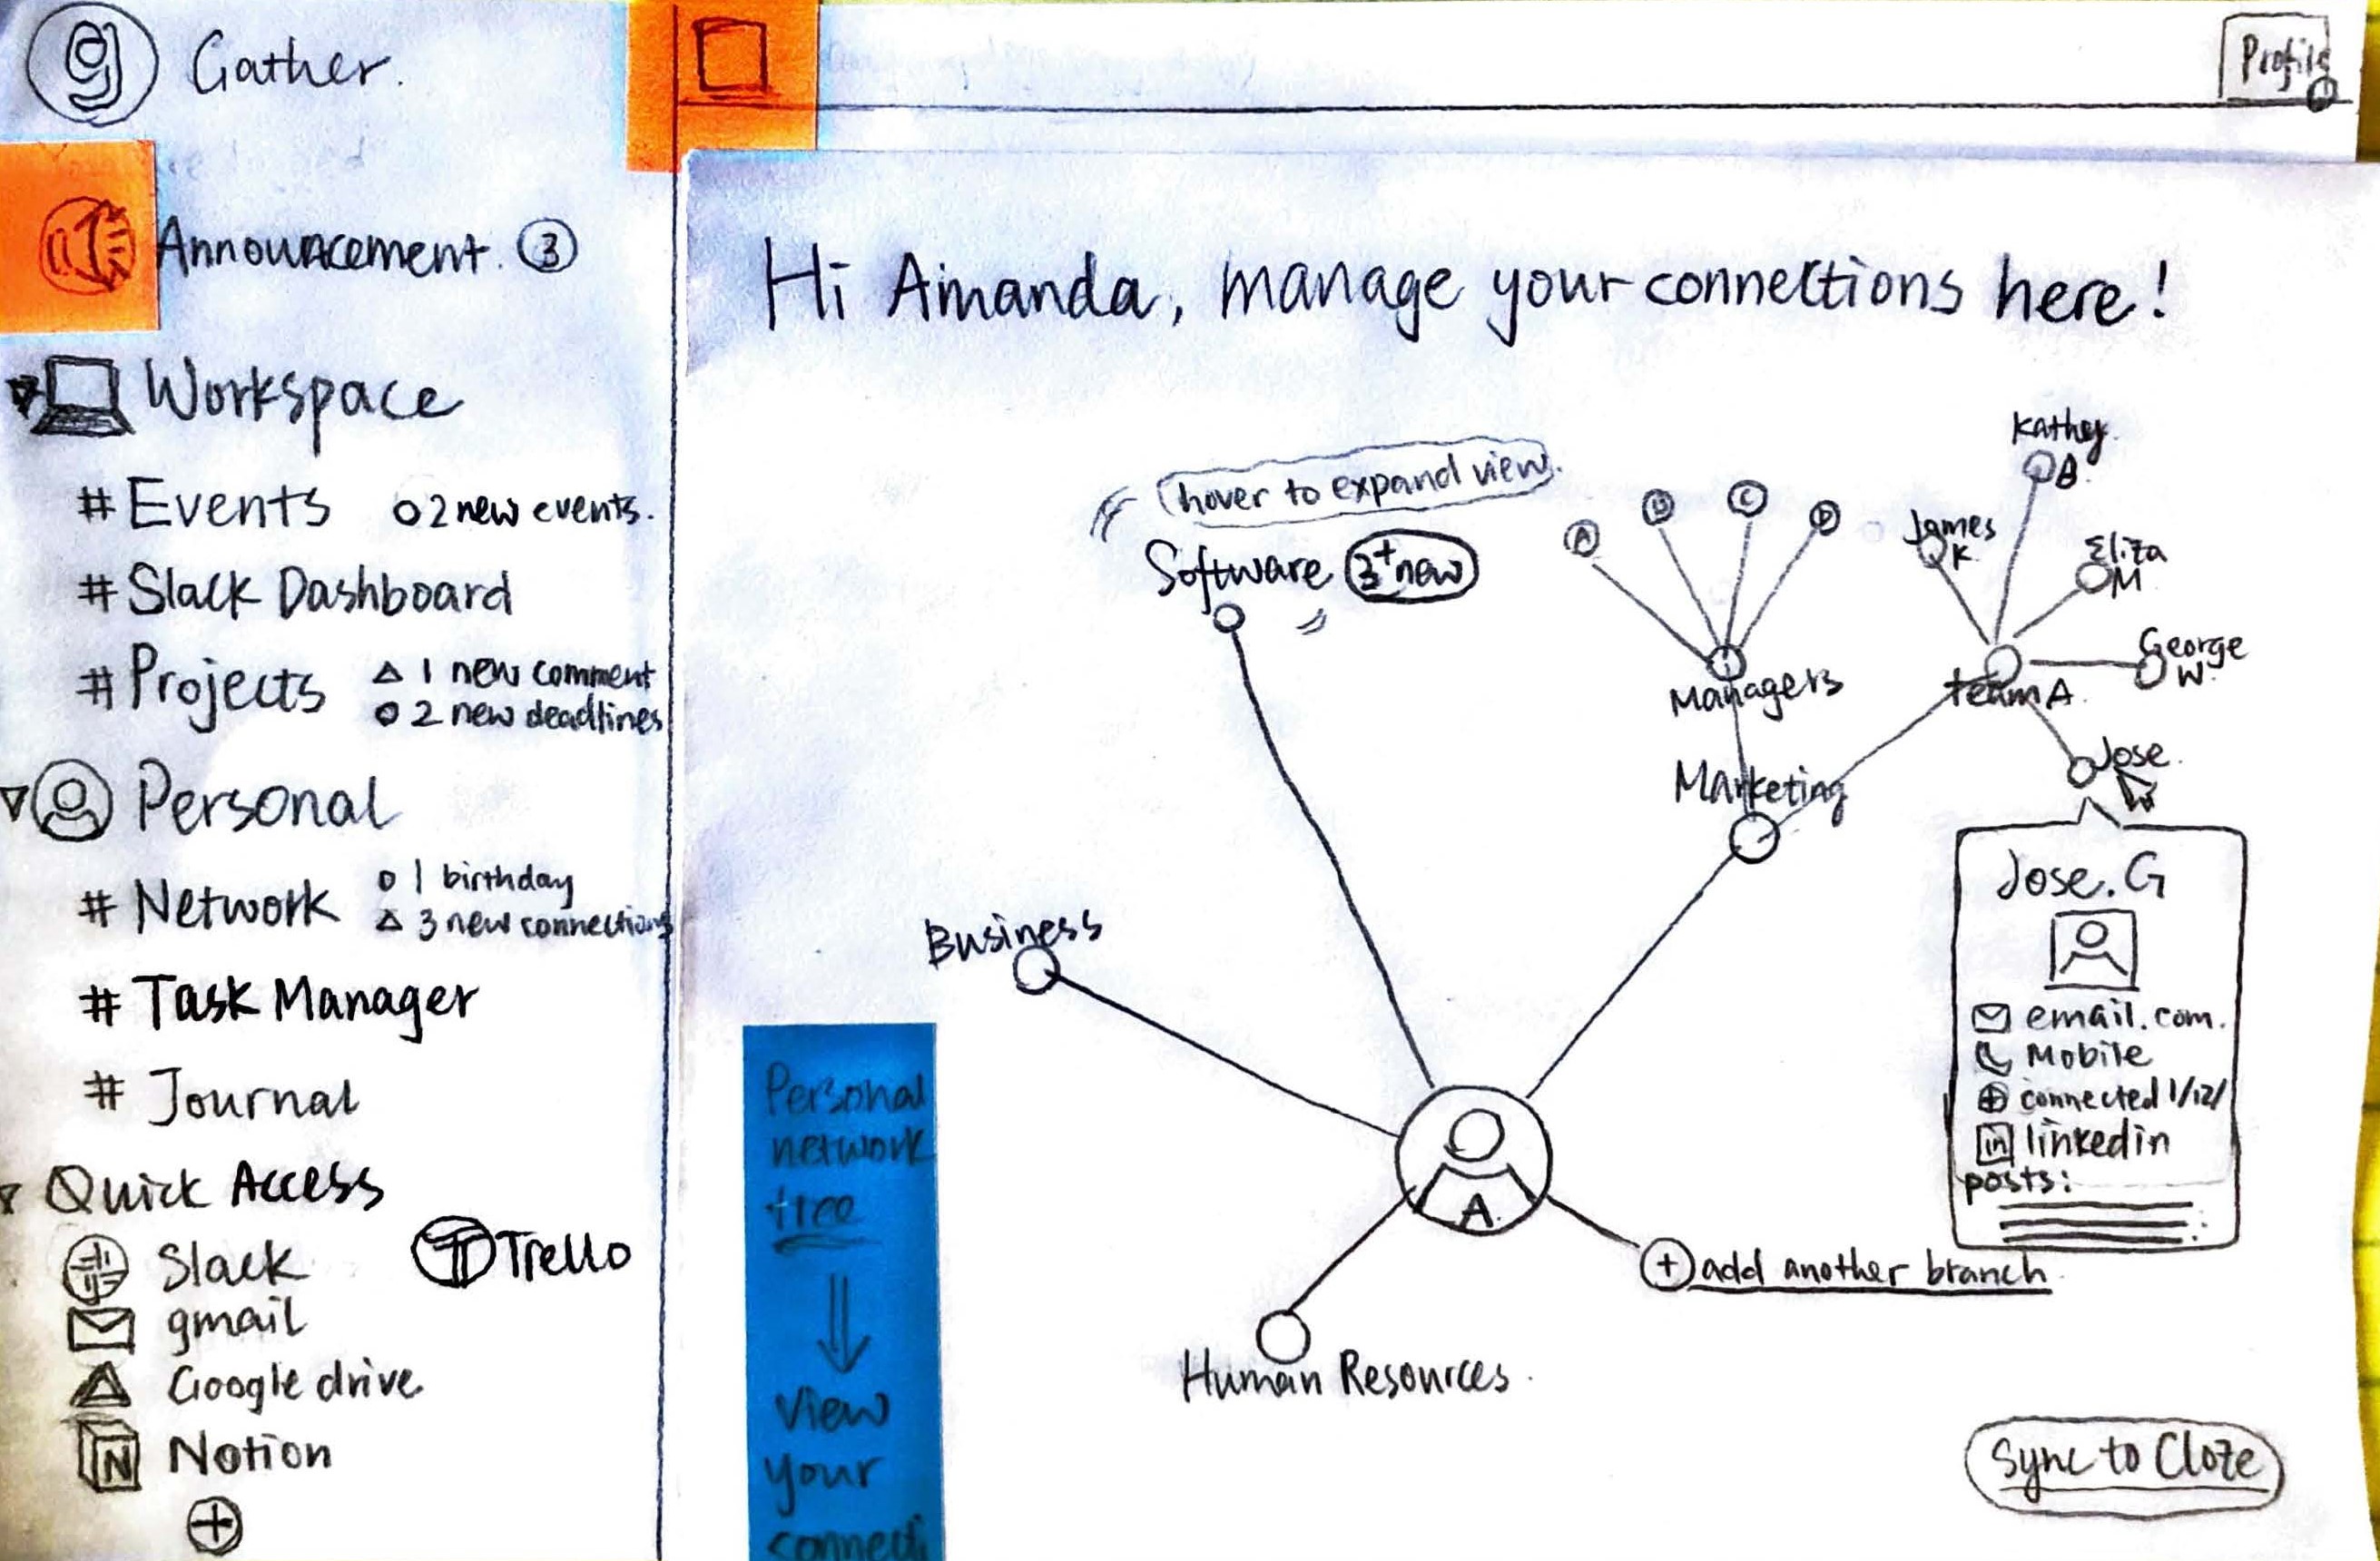 g Gather.
Profile
Announcement. 3
Workspace
# Events o 2 new events.
# Slack Dashboard
# Projects △ 1 new comment
o 2 new deadlines
Personal
# Network o 1 birthday
△ 3 new connections
# Task Manager
# Journal
Quick Access
Slack
Trello
gmail
Google drive
N Notion
+
Hi Amanda, manage your connections here!
hover to expand view.
Software 3+ new
A
C
D
Managers
Kathy
B.
James
K.
Eliza
M.
George
W.
team A.
Jose.
Marketing
Business
A.
+ add another branch
Human Resources.
Jose. G
email.com.
Mobile
connected 1/12/
in linkedin
posts:
Personal
network
tree
⇓
View
your
connecti
Sync to Cloze